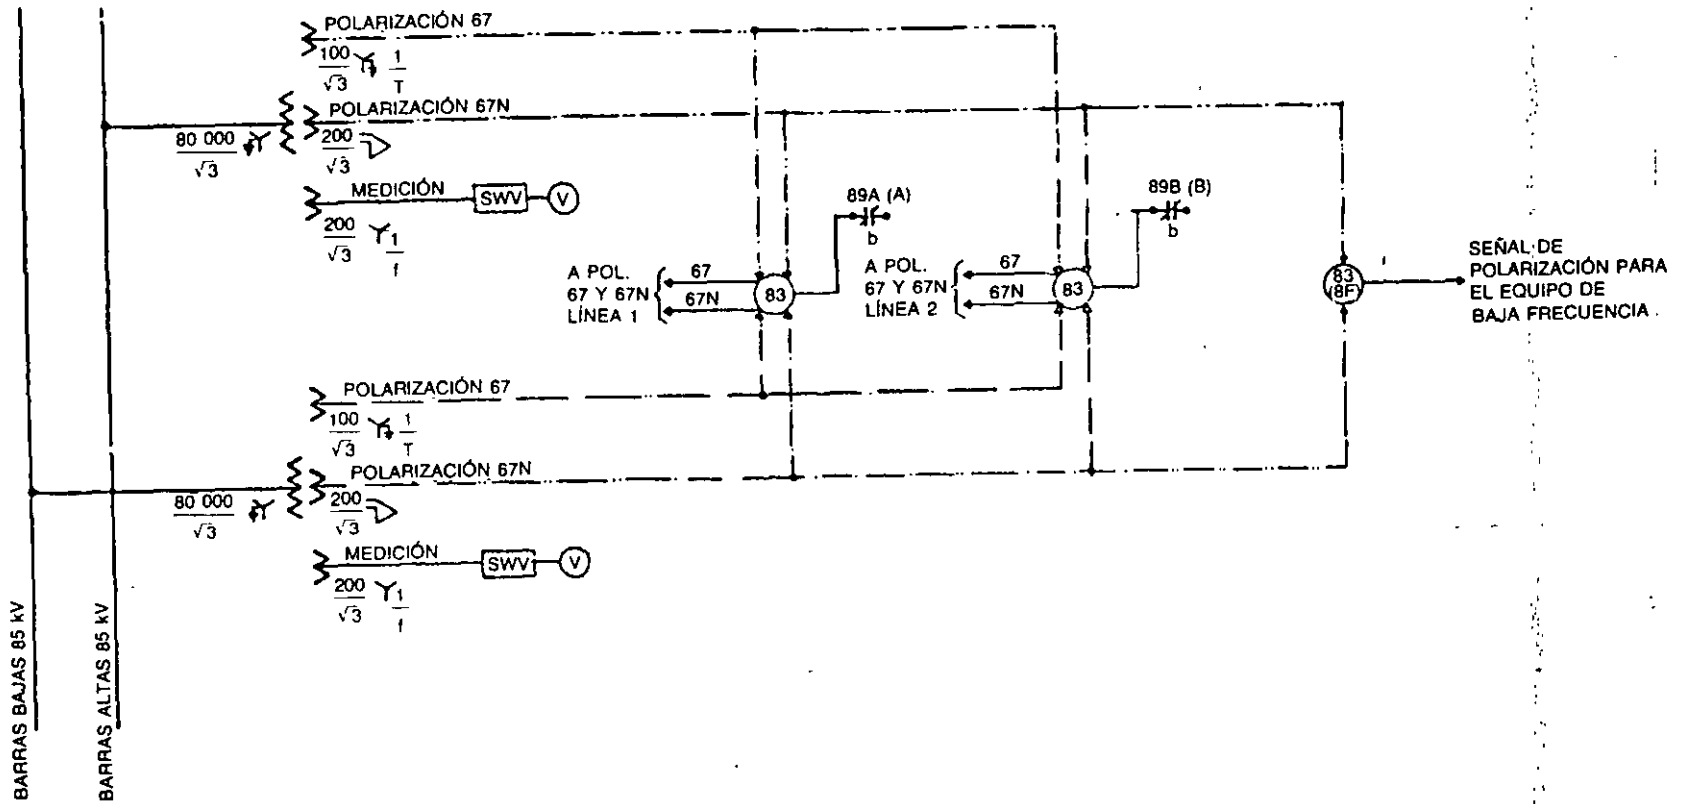 POLARIZACIÓN 67
100
√3
1
T
POLARIZACIÓN 67N
80 000
√3
200
√3
MEDICIÓN
SWV
V
200
√3
1
f
89A (A)
b
89B (B)
b
A POL.
67 Y 67N
LÍNEA 1
67
67N
83
A POL.
67 Y 67N
LÍNEA 2
67
67N
83
83
(8F)
SEÑAL DE
POLARIZACIÓN PARA
EL EQUIPO DE
BAJA FRECUENCIA
POLARIZACIÓN 67
100
√3
1
T
POLARIZACIÓN 67N
80 000
√3
200
√3
MEDICIÓN
SWV
V
200
√3
1
f
BARRAS BAJAS 85 kV
BARRAS ALTAS 85 kV